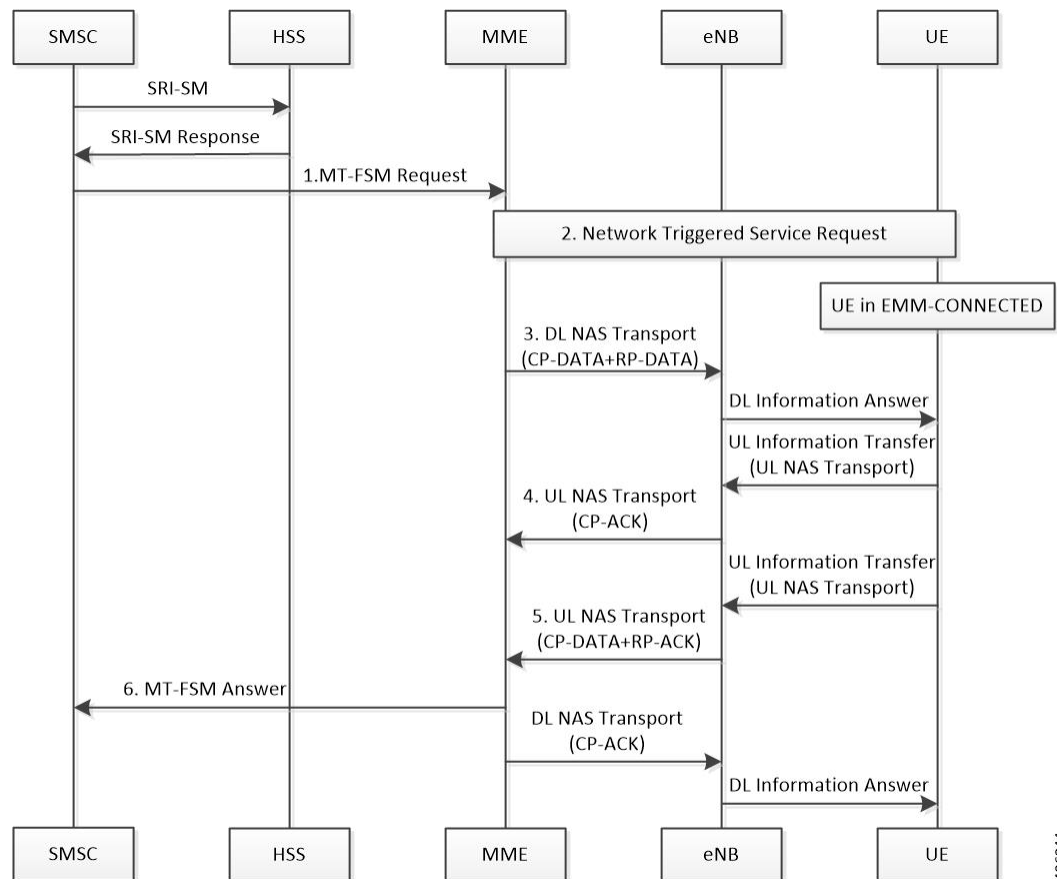 SMSC
HSS
MME
eNB
UE
SRI-SM
SRI-SM Response
1.MT-FSM Request
2. Network Triggered Service Request
UE in EMM-CONNECTED
3. DL NAS Transport
(CP-DATA+RP-DATA)
DL Information Answer
UL Information Transfer
(UL NAS Transport)
4. UL NAS Transport
(CP-ACK)
UL Information Transfer
(UL NAS Transport)
5. UL NAS Transport
(CP-DATA+RP-ACK)
6. MT-FSM Answer
DL NAS Transport
(CP-ACK)
DL Information Answer
SMSC
HSS
MME
eNB
UE